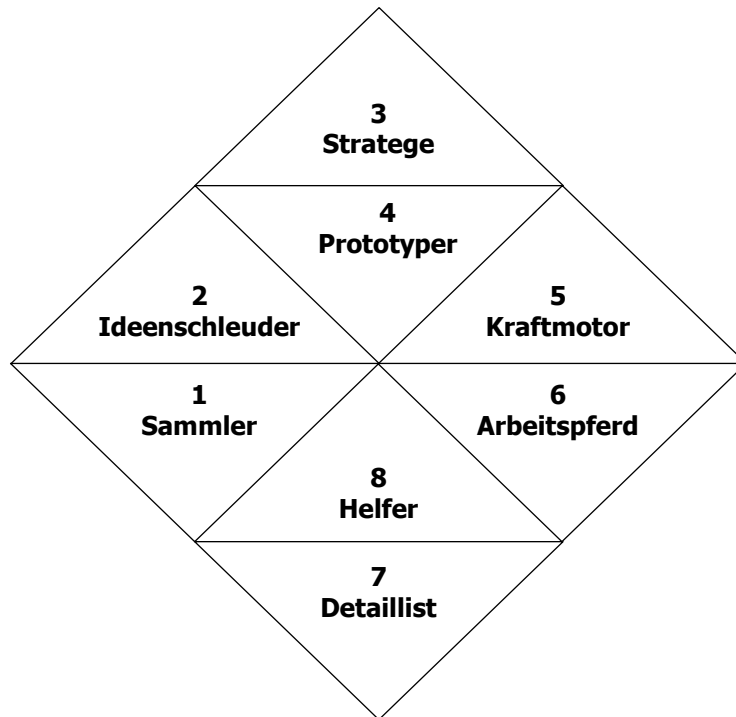 3
Stratege
4
Prototyper
2
Ideenschleuder
5
Kraftmotor
1
Sammler
6
Arbeitspferd
8
Helfer
7
Detaillist